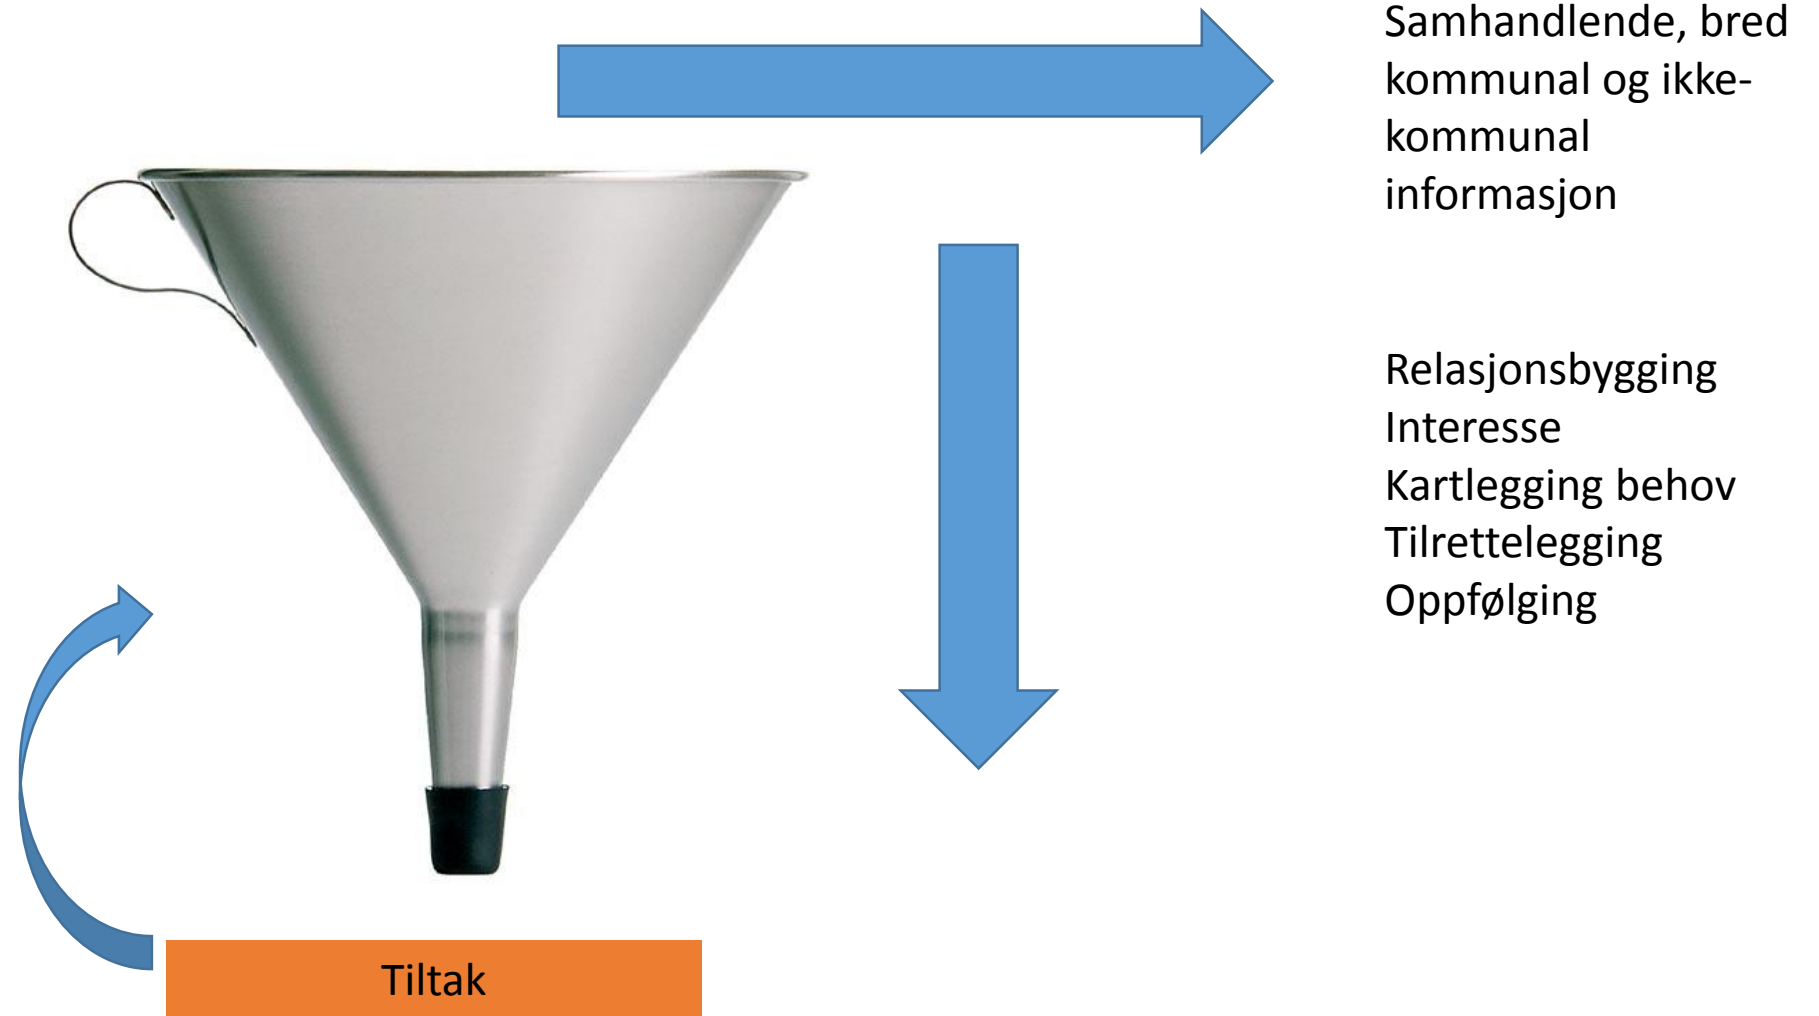 Samhandlende, bred
kommunal og ikke-
kommunal
informasjon
Relasjonsbygging
Interesse
Kartlegging behov
Tilrettelegging
Oppfølging
Tiltak